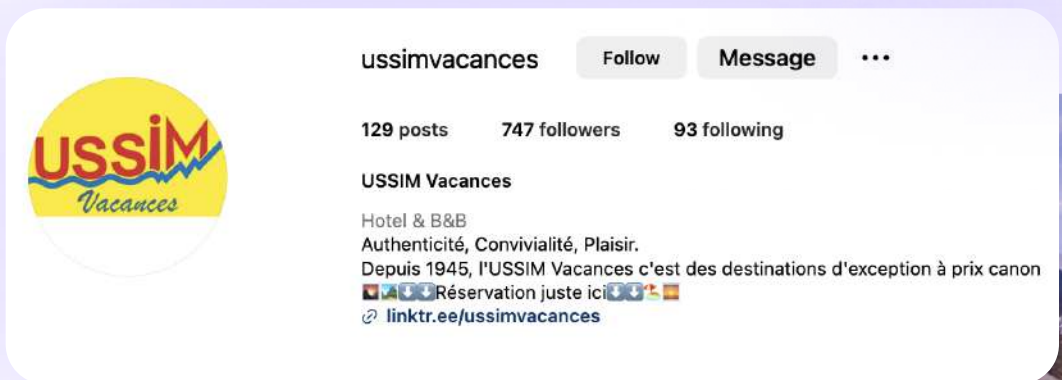 USSIM
Vacances
ussimvacances Follow Message •••
129 posts 747 followers 93 following
USSIM Vacances
Hotel & B&B
Authenticité, Convivialité, Plaisir.
Depuis 1945, l'USSIM Vacances c'est des destinations d'exception à prix canon
🌄🏞️⬇️⬇️Réservation juste ici⬇️⬇️🏖️🌅
linktr.ee/ussimvacances